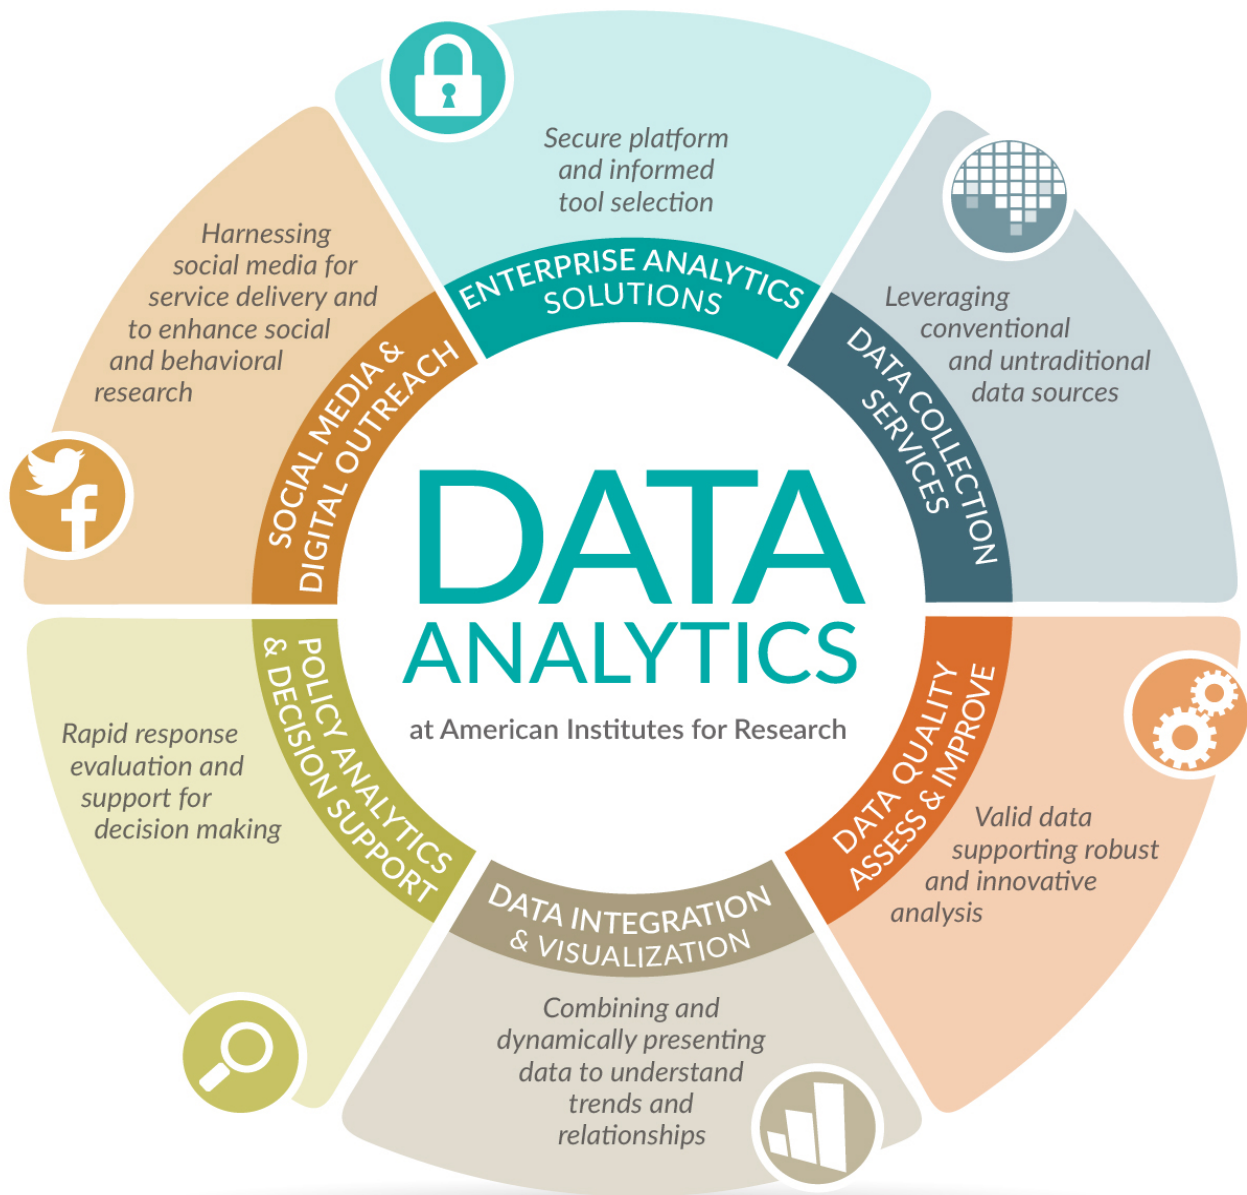 DATA
ANALYTICS
at American Institutes for Research
ENTERPRISE ANALYTICS
SOLUTIONS
Secure platform
and informed
tool selection
DATA COLLECTION
SERVICES
Leveraging
conventional
and untraditional
data sources
DATA QUALITY
ASSESS & IMPROVE
Valid data
supporting robust
and innovative
analysis
DATA INTEGRATION
& VISUALIZATION
Combining and
dynamically presenting
data to understand
trends and
relationships
POLICY ANALYTICS
& DECISION SUPPORT
Rapid response
evaluation and
support for
decision making
SOCIAL MEDIA &
DIGITAL OUTREACH
Harnessing
social media for
service delivery and
to enhance social
and behavioral
research